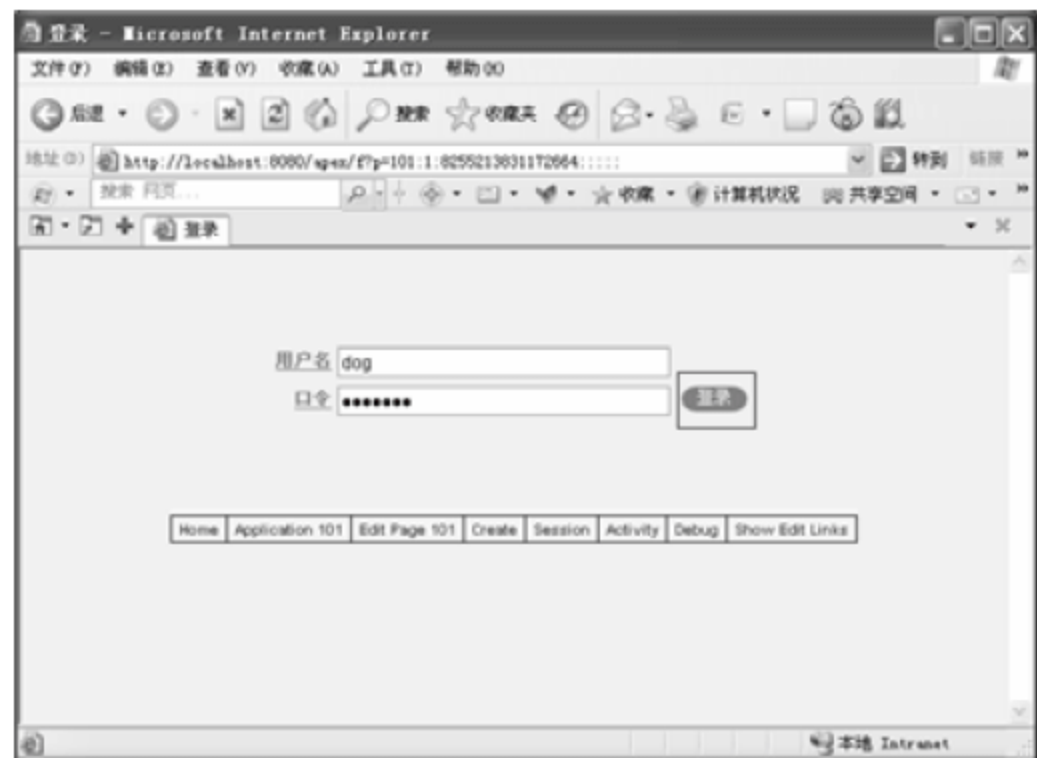 登录 - Microsoft Internet Explorer
文件(F) 编辑(E) 查看(V) 收藏(A) 工具(T) 帮助(H)
后退 搜索 收藏夹
地址(D) http://localhost:8080/apex/f?p=101:1:8255213831172664::::: 转到 链接 »
搜索 网页... 收藏 计算机状况 共享空间 »
登录
用户名 dog
口令 •••••••
登录
Home Application 101 Edit Page 101 Create Session Activity Debug Show Edit Links
本地 Intranet